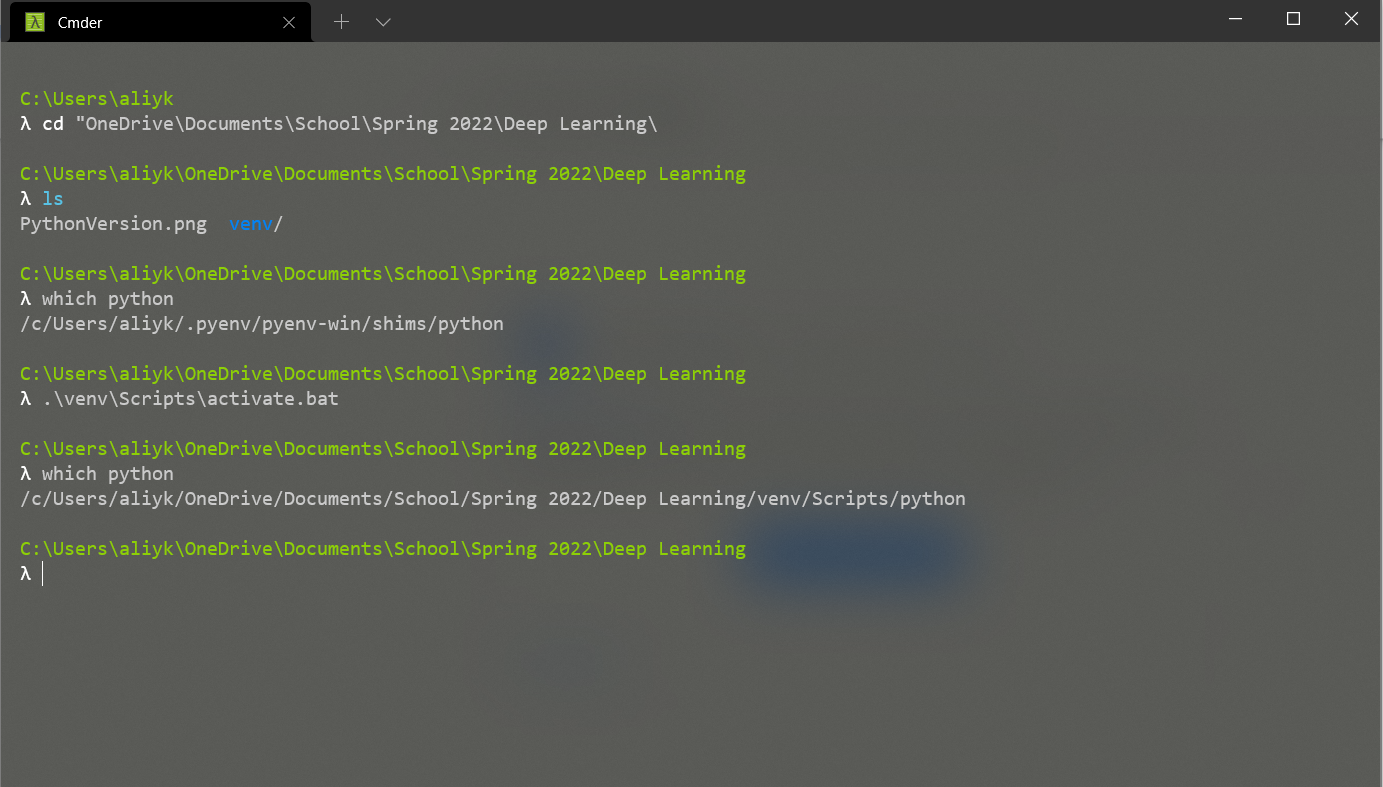 Cmder
C:\Users\aliyk
λ cd "OneDrive\Documents\School\Spring 2022\Deep Learning\
C:\Users\aliyk\OneDrive\Documents\School\Spring 2022\Deep Learning
λ ls
PythonVersion.png  venv/
C:\Users\aliyk\OneDrive\Documents\School\Spring 2022\Deep Learning
λ which python
/c/Users/aliyk/.pyenv/pyenv-win/shims/python
C:\Users\aliyk\OneDrive\Documents\School\Spring 2022\Deep Learning
λ .\venv\Scripts\activate.bat
C:\Users\aliyk\OneDrive\Documents\School\Spring 2022\Deep Learning
λ which python
/c/Users/aliyk/OneDrive/Documents/School/Spring 2022/Deep Learning/venv/Scripts/python
C:\Users\aliyk\OneDrive\Documents\School\Spring 2022\Deep Learning
λ